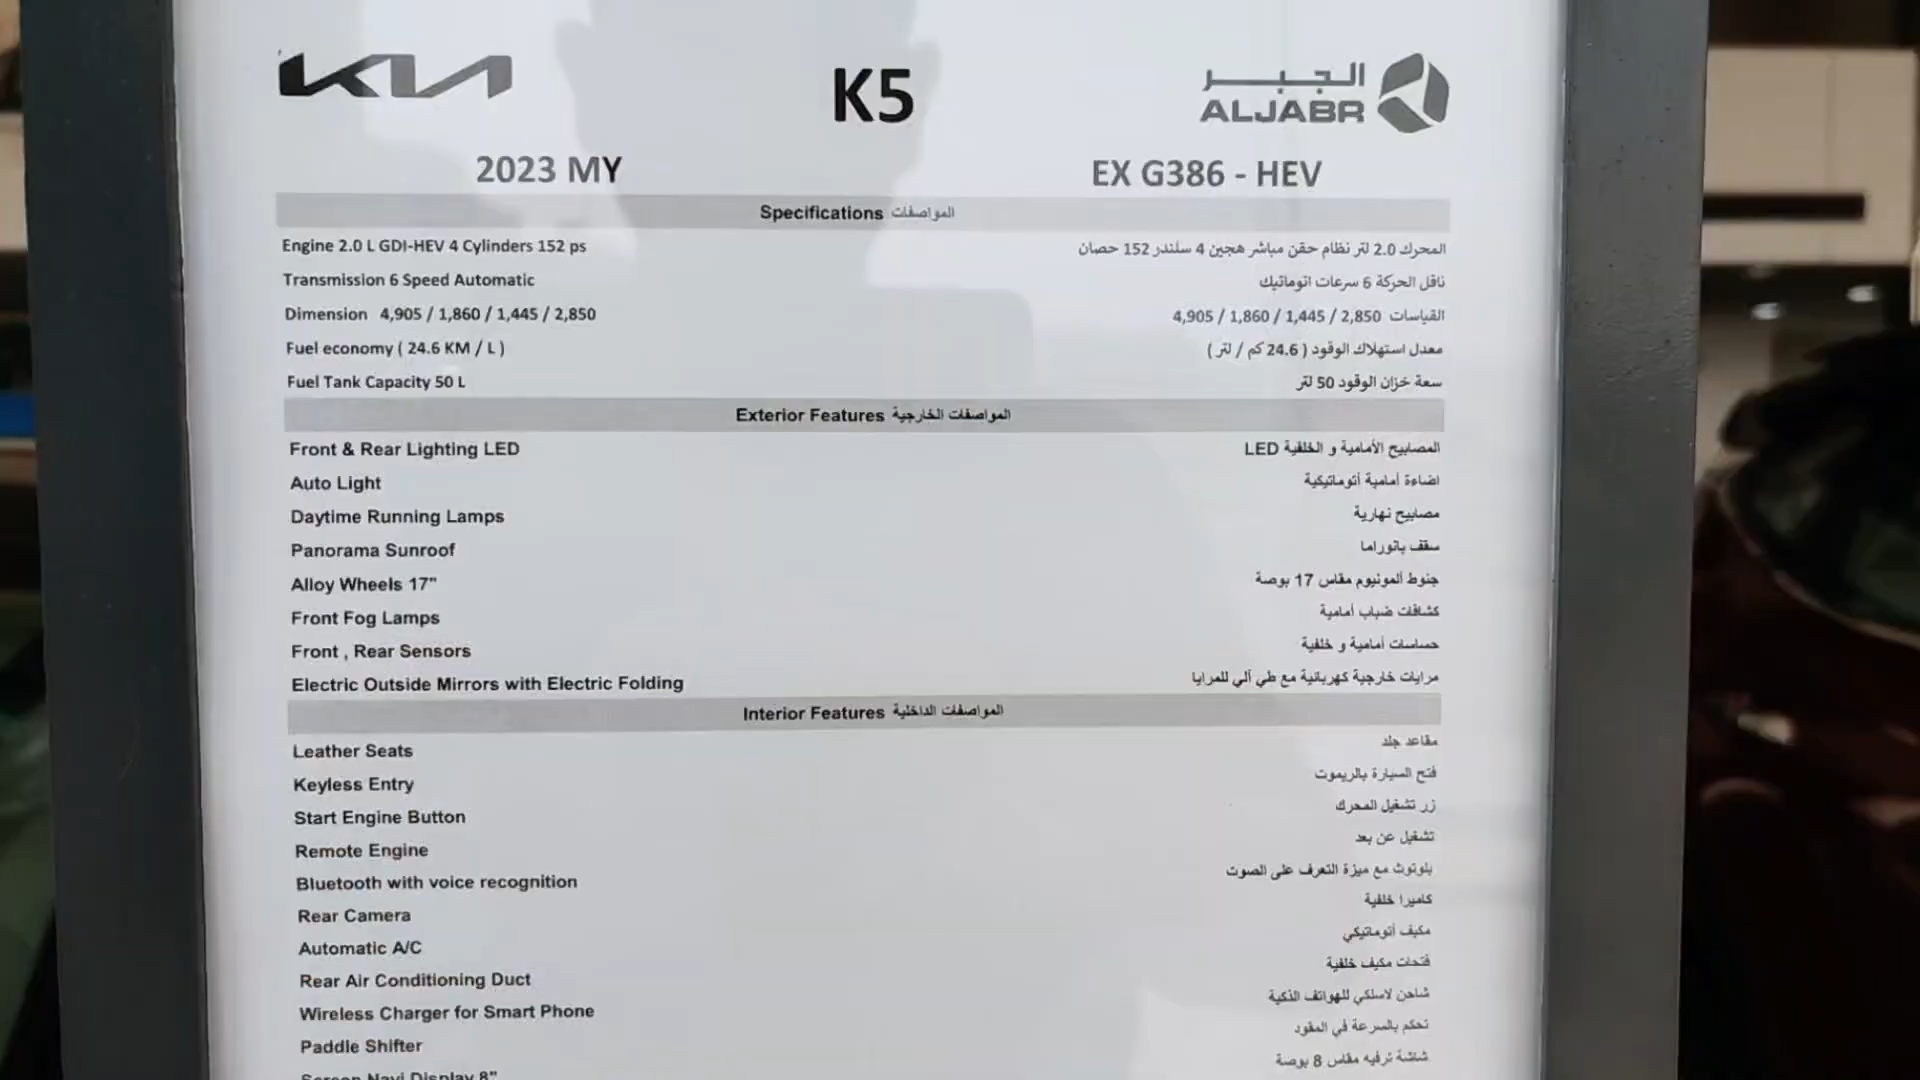 KIA K5 الجبر
ALJABR
2023 MY EX G386 - HEV
Specifications المواصفات
Engine 2.0 L GDI-HEV 4 Cylinders 152 ps المحرك 2.0 لتر نظام حقن مباشر هجين 4 سلندر 152 حصان
Transmission 6 Speed Automatic ناقل الحركة 6 سرعات اتوماتيك
Dimension 4,905 / 1,860 / 1,445 / 2,850 القياسات 4,905 / 1,860 / 1,445 / 2,850
Fuel economy ( 24.6 KM / L ) معدل استهلاك الوقود ( 24.6 كم / لتر )
Fuel Tank Capacity 50 L سعة خزان الوقود 50 لتر
Exterior Features المواصفات الخارجية
Front & Rear Lighting LED المصابيح الأمامية و الخلفية LED
Auto Light اضاءة أمامية أتوماتيكية
Daytime Running Lamps مصابيح نهارية
Panorama Sunroof سقف بانوراما
Alloy Wheels 17" جنوط ألمونيوم مقاس 17 بوصة
Front Fog Lamps كشافات ضباب أمامية
Front , Rear Sensors حساسات أمامية و خلفية
Electric Outside Mirrors with Electric Folding مرايات خارجية كهربائية مع طي آلي للمرايا
Interior Features المواصفات الداخلية
Leather Seats مقاعد جلد
Keyless Entry فتح السيارة بالريموت
Start Engine Button زر تشغيل المحرك
Remote Engine تشغيل عن بعد
Bluetooth with voice recognition بلوتوث مع ميزة التعرف على الصوت
Rear Camera كاميرا خلفية
Automatic A/C مكيف أتوماتيكي
Rear Air Conditioning Duct فتحات مكيف خلفية
Wireless Charger for Smart Phone شاحن لاسلكي للهواتف الذكية
Paddle Shifter تحكم بالسرعة في المقود
Screen Navi Display 8" شاشة ترفيه مقاس 8 بوصة